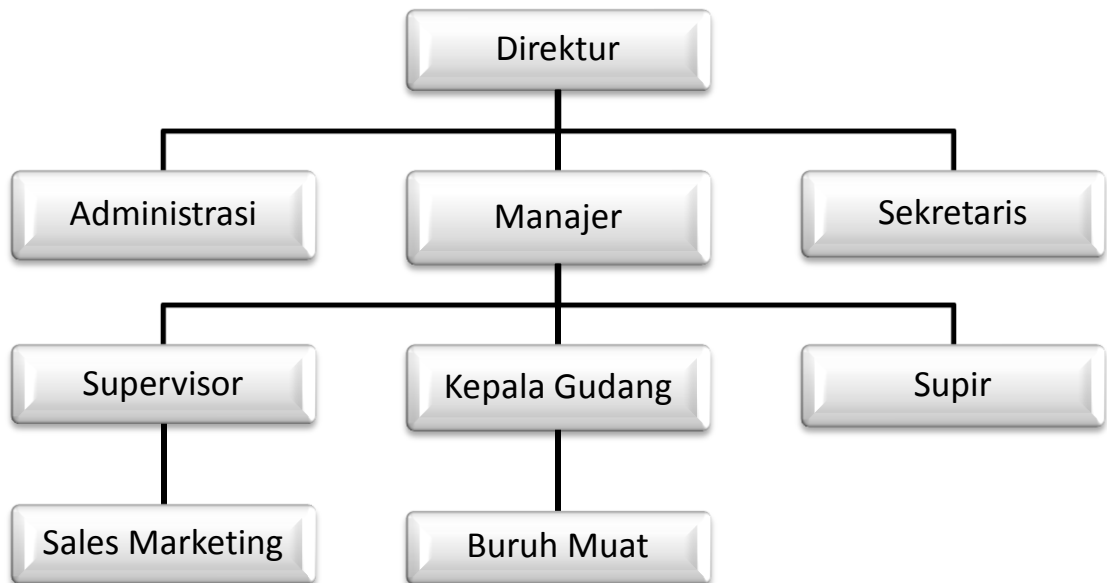 Direktur
Administrasi
Manajer
Sekretaris
Supervisor
Kepala Gudang
Supir
Sales Marketing
Buruh Muat